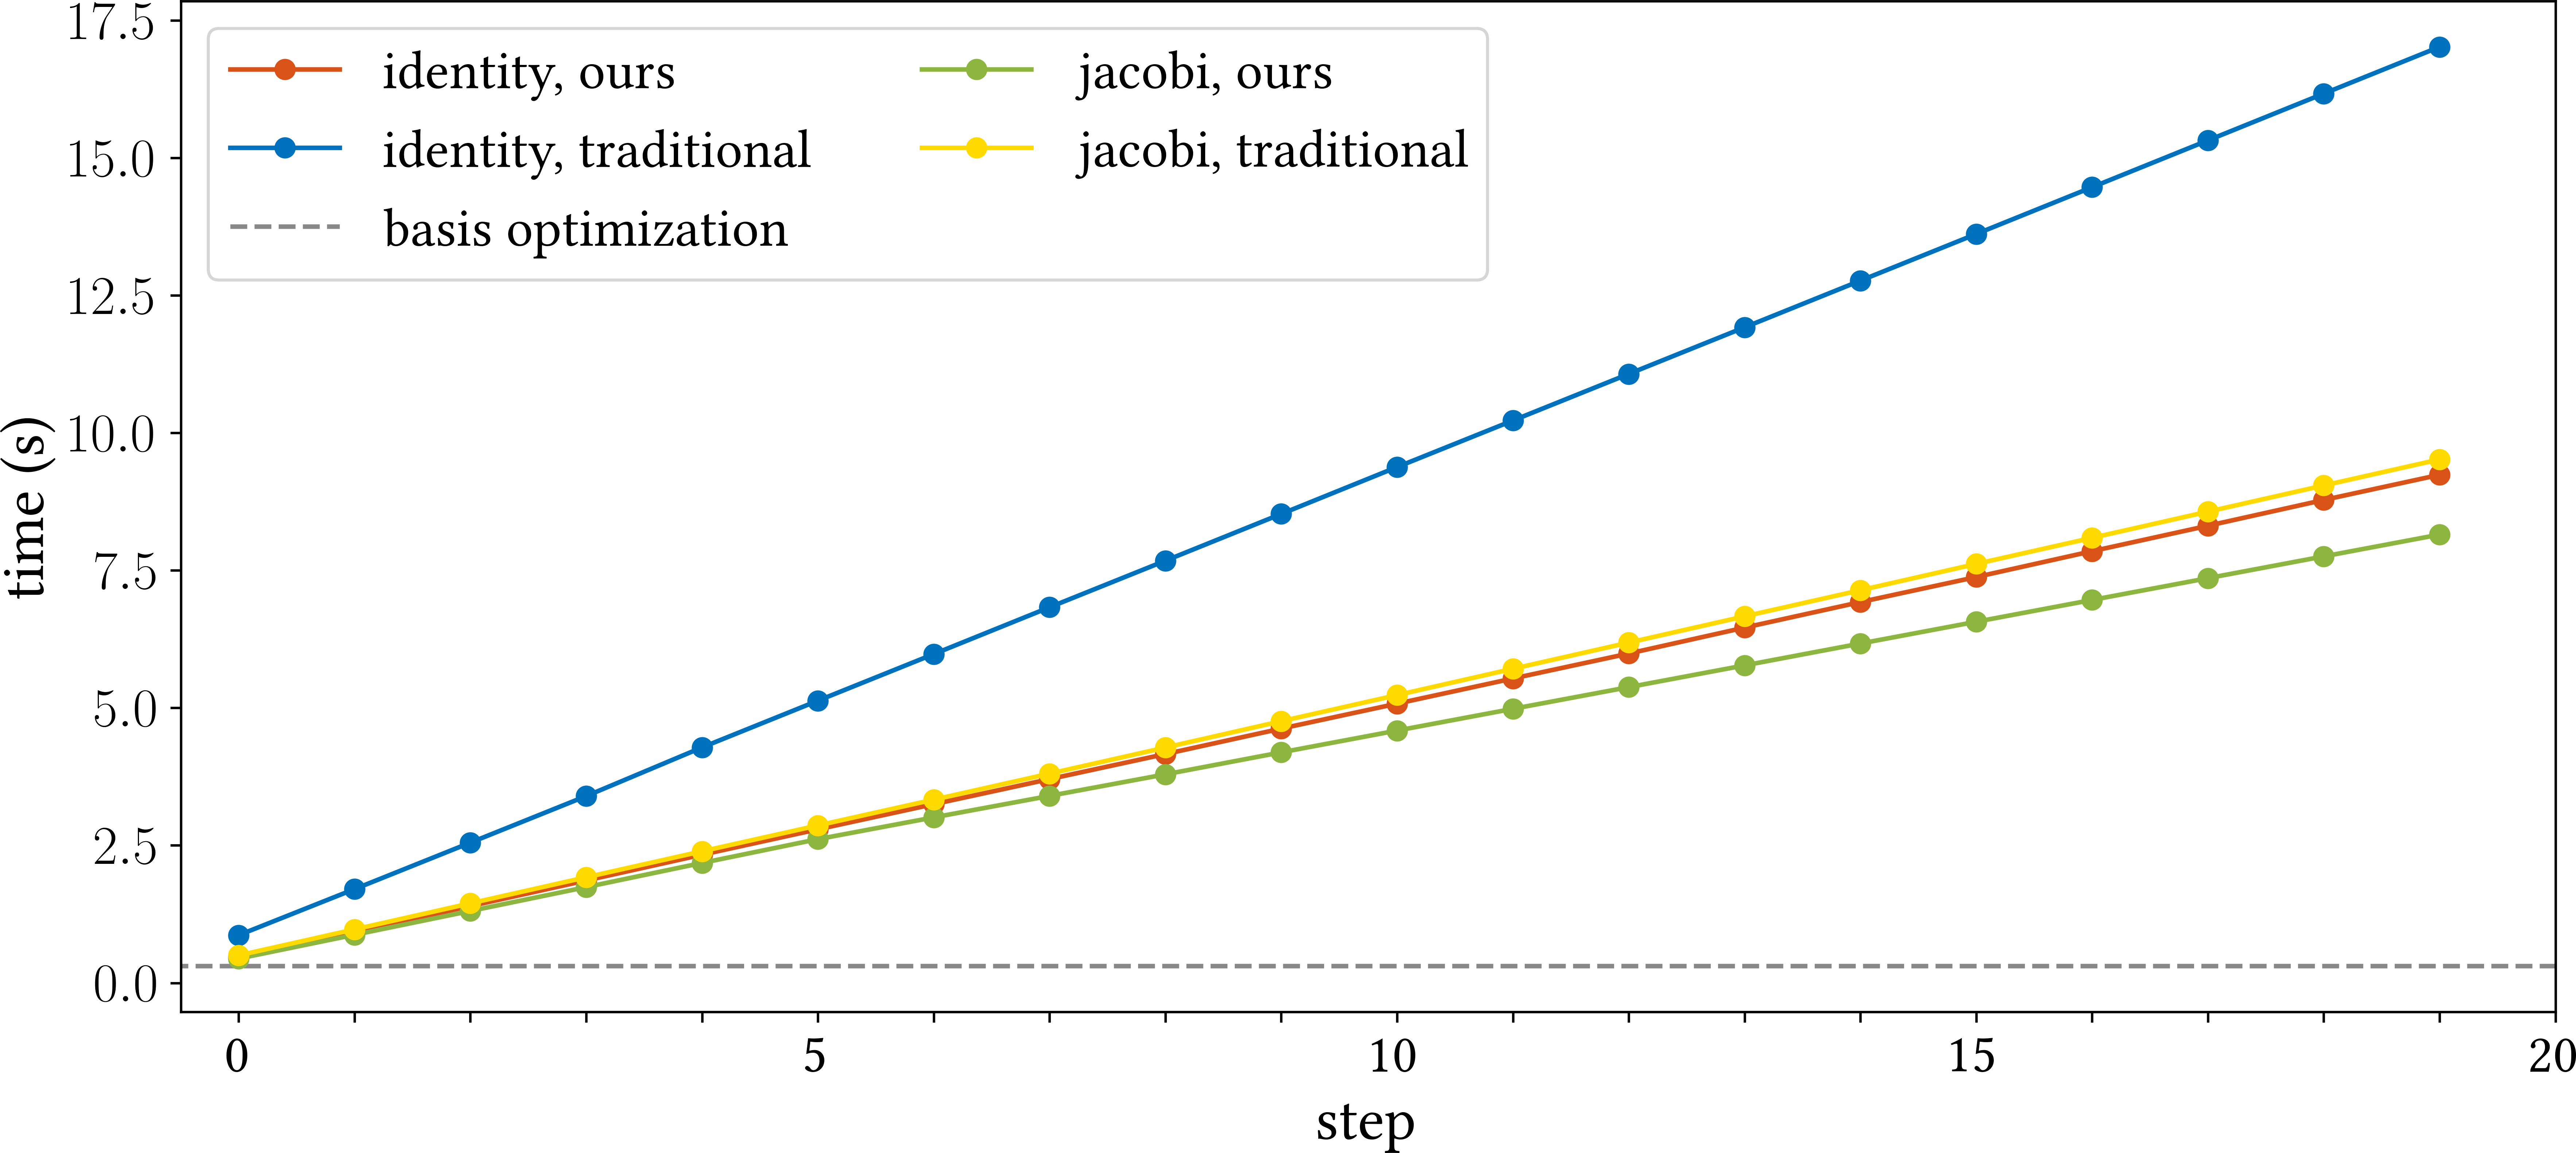 17.5
15.0
12.5
10.0
7.5
5.0
2.5
0.0
time (s)
identity, ours
identity, traditional
basis optimization
jacobi, ours
jacobi, traditional
0 5 10 15 20
step